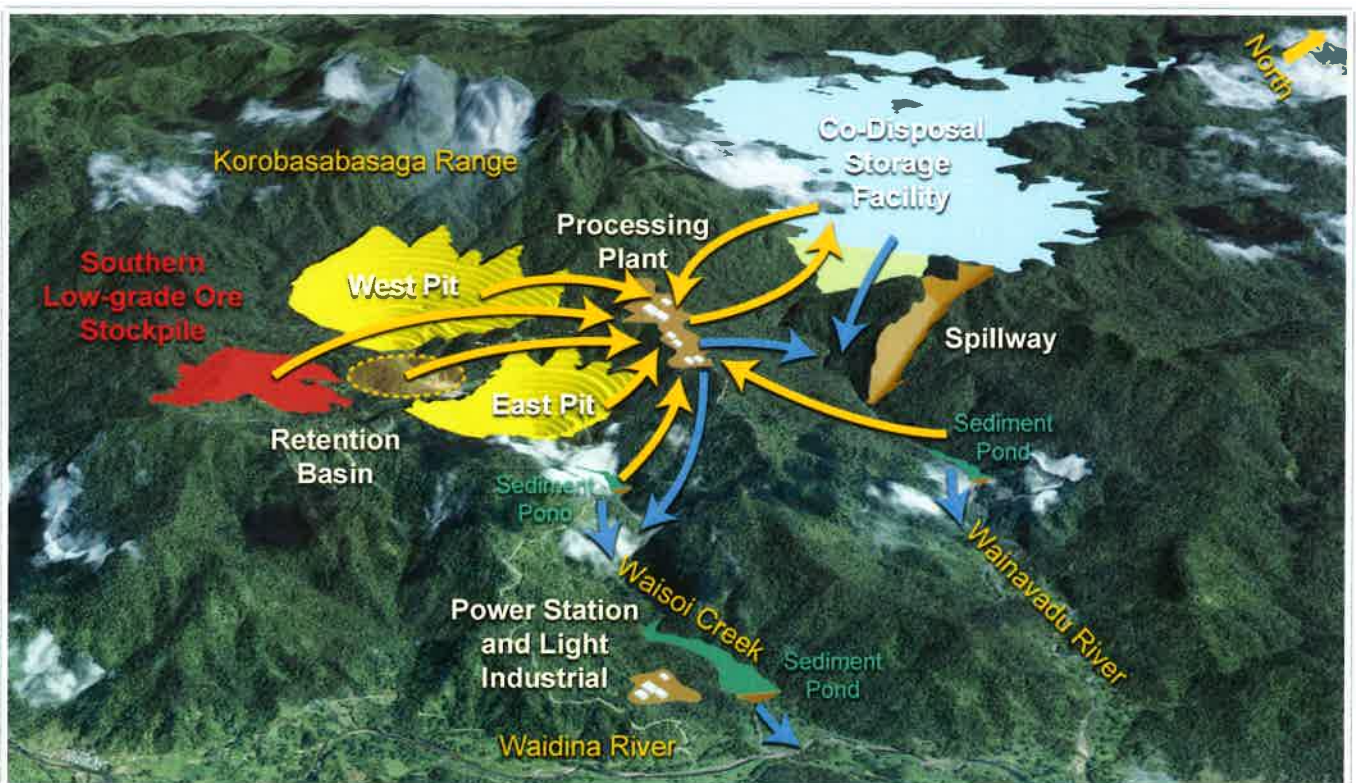 North
Co-Disposal
Storage
Facility
Korobasabasaga Range
Processing
Plant
Southern
Low-grade Ore
Stockpile
West Pit
Spillway
East Pit
Retention
Basin
Sediment
Pond
Sediment
Pond
Waisoi Creek
Wainavadu River
Power Station
and Light
Industrial
Sediment
Pond
Waidina River